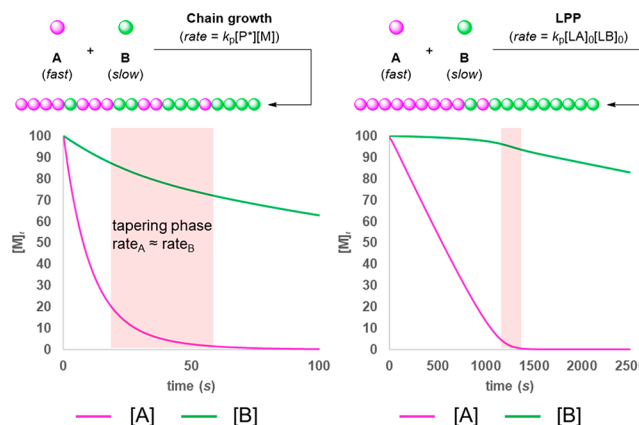 Chain growth
(rate = kp[P*][M])
A
+
B
(fast)
(slow)
100
90
80
70
60
50
40
30
20
10
0
[M]t
tapering phase
rateA ≈ rateB
0
50
100
time (s)
[A]
[B]
LPP
(rate = kp[LA]0[LB]0)
A
+
B
(fast)
(slow)
100
90
80
70
60
50
40
30
20
10
0
[M]t
0
500
1000
1500
2000
250
time (s)
[A]
[B]